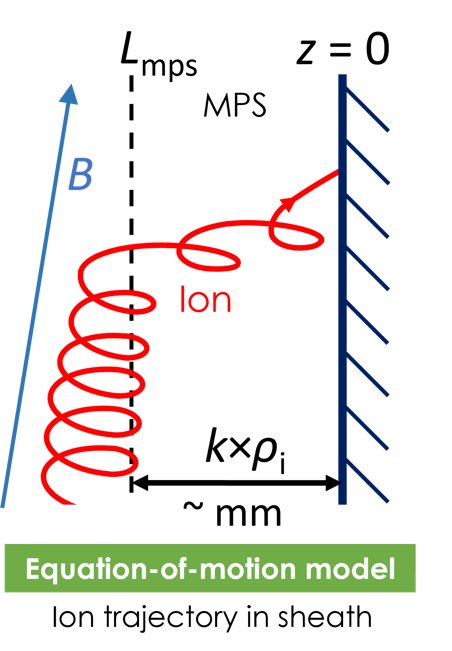 Lmps
z = 0
MPS
B
Ion
k×ρi
~ mm
Equation-of-motion model
Ion trajectory in sheath